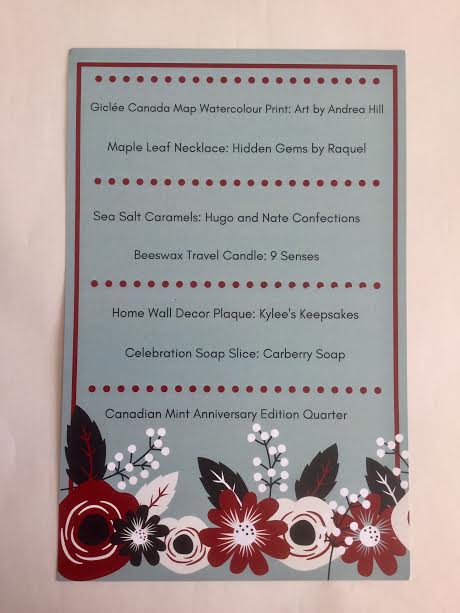 Giclée Canada Map Watercolour Print: Art by Andrea Hill
Maple Leaf Necklace: Hidden Gems by Raquel
Sea Salt Caramels: Hugo and Nate Confections
Beeswax Travel Candle: 9 Senses
Home Wall Decor Plaque: Kylee's Keepsakes
Celebration Soap Slice: Carberry Soap
Canadian Mint Anniversary Edition Quarter